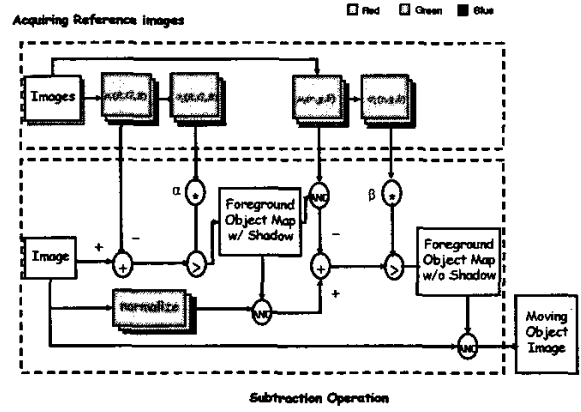 Acquiring Reference images
Red Green Blue
Images
α
*
Foreground
Object Map
w/ Shadow
AND
β
*
Image
+
−
+
>
−
+
+
>
Foreground
Object Map
w/o Shadow
normalize
AND
AND
Moving
Object
Image
Subtraction Operation